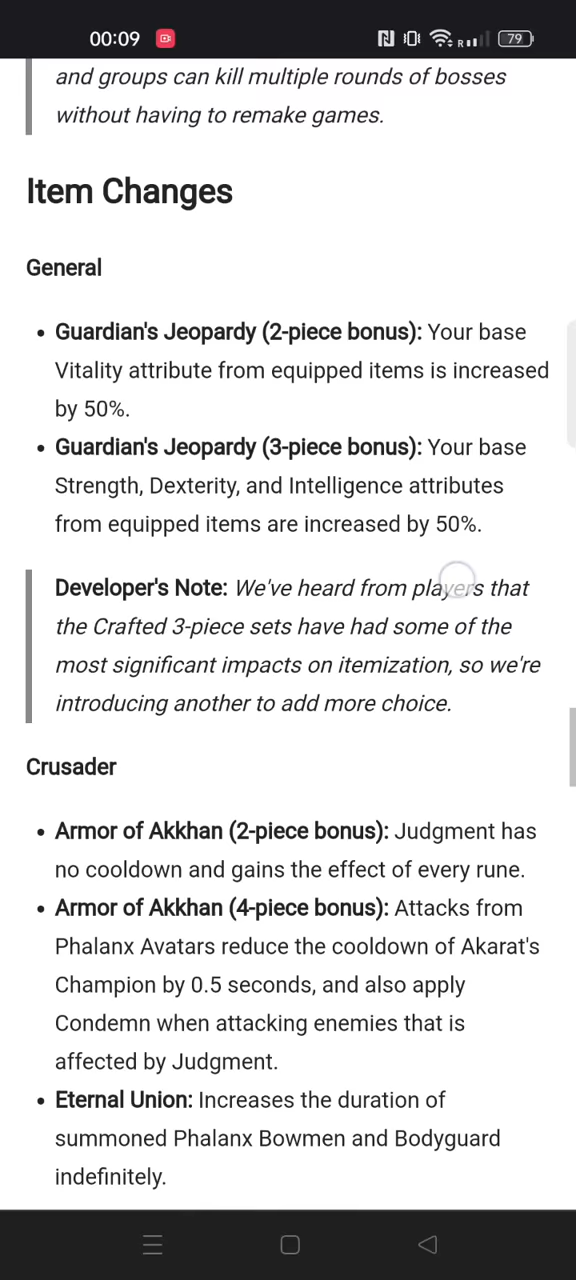 00:09
R
79
and groups can kill multiple rounds of bosses
without having to remake games.
Item Changes
General
• Guardian's Jeopardy (2-piece bonus): Your base
Vitality attribute from equipped items is increased
by 50%.
• Guardian's Jeopardy (3-piece bonus): Your base
Strength, Dexterity, and Intelligence attributes
from equipped items are increased by 50%.
Developer's Note: We've heard from players that
the Crafted 3-piece sets have had some of the
most significant impacts on itemization, so we're
introducing another to add more choice.
Crusader
• Armor of Akkhan (2-piece bonus): Judgment has
no cooldown and gains the effect of every rune.
• Armor of Akkhan (4-piece bonus): Attacks from
Phalanx Avatars reduce the cooldown of Akarat's
Champion by 0.5 seconds, and also apply
Condemn when attacking enemies that is
affected by Judgment.
• Eternal Union: Increases the duration of
summoned Phalanx Bowmen and Bodyguard
indefinitely.